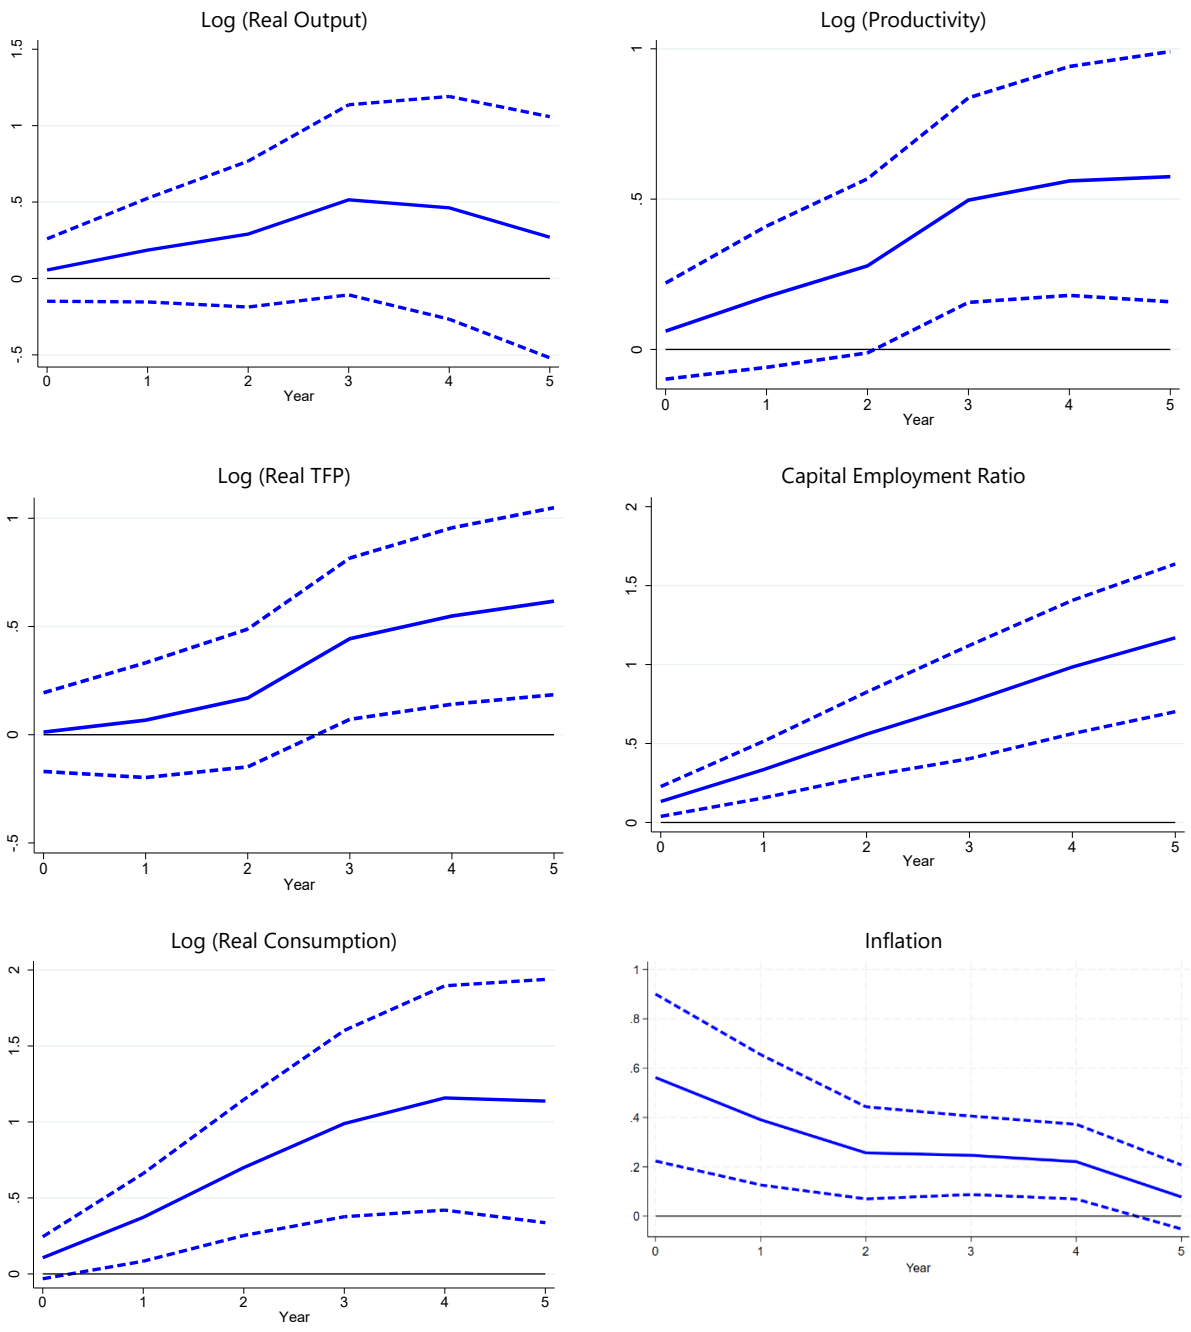 Log (Real Output)
1.5
1
.5
0
-.5
0 1 2 3 4 5
Year
Log (Productivity)
1
.5
0
0 1 2 3 4 5
Year
Log (Real TFP)
1
.5
0
-.5
0 1 2 3 4 5
Year
Capital Employment Ratio
2
1.5
1
.5
0
0 1 2 3 4 5
Year
Log (Real Consumption)
2
1.5
1
.5
0
0 1 2 3 4 5
Year
Inflation
1
.8
.6
.4
.2
0
0 1 2 3 4 5
Year